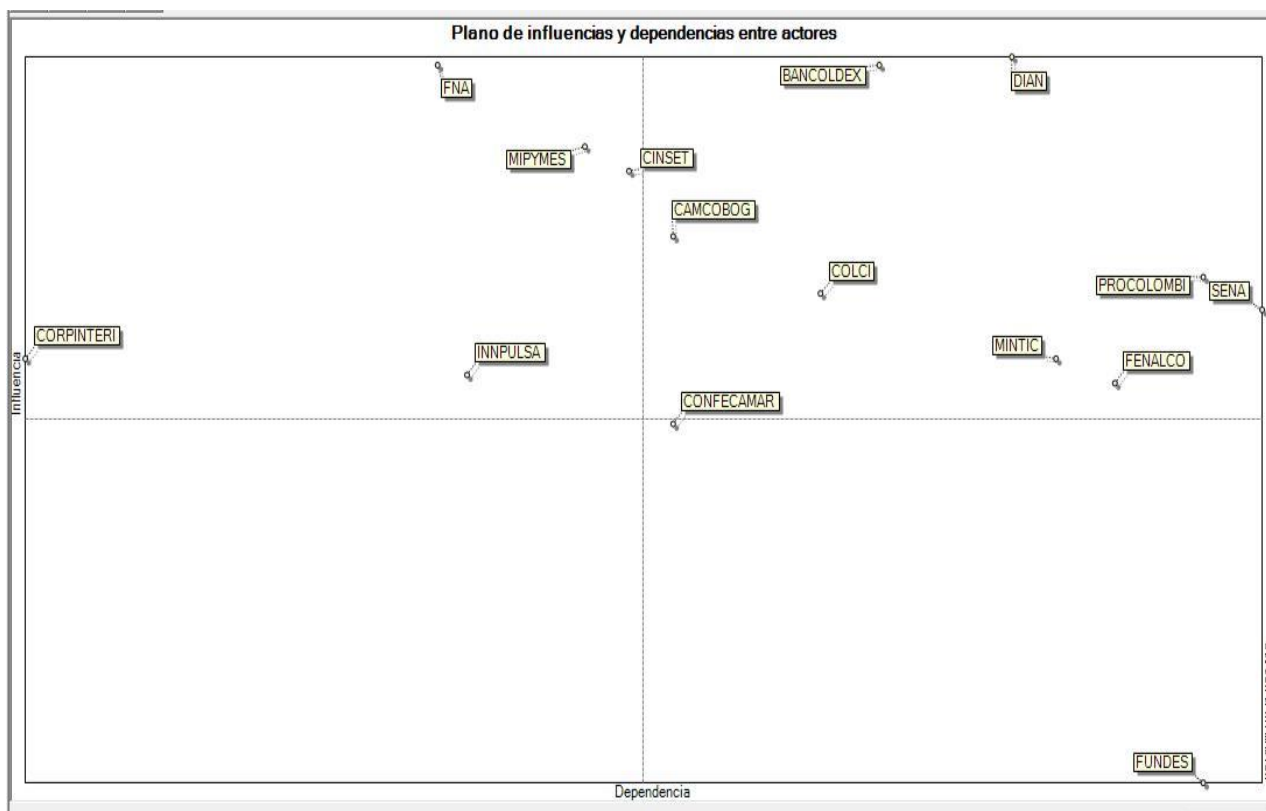 Plano de influencias y dependencias entre actores
FNA
BANCOLDEX
DIAN
MIPYMES
CINSET
CAMCOBOG
COLCI
PROCOLOMBI
SENA
CORPINTERI
INNPULSA
MINTIC
FENALCO
Influencia
CONFECAMAR
FUNDES
Dependencia